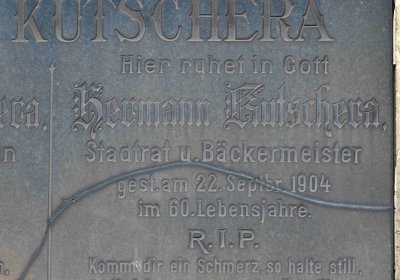 KUTSCHERA
Hier ruhet in Gott
era, Hermann Kutschera,
Stadtrat u. Bäckermeister
gest. am 22. Septbr 1904
im 60. Lebensjahre.
R.I.P.
Kommt dir ein Schmerz, so halte still,